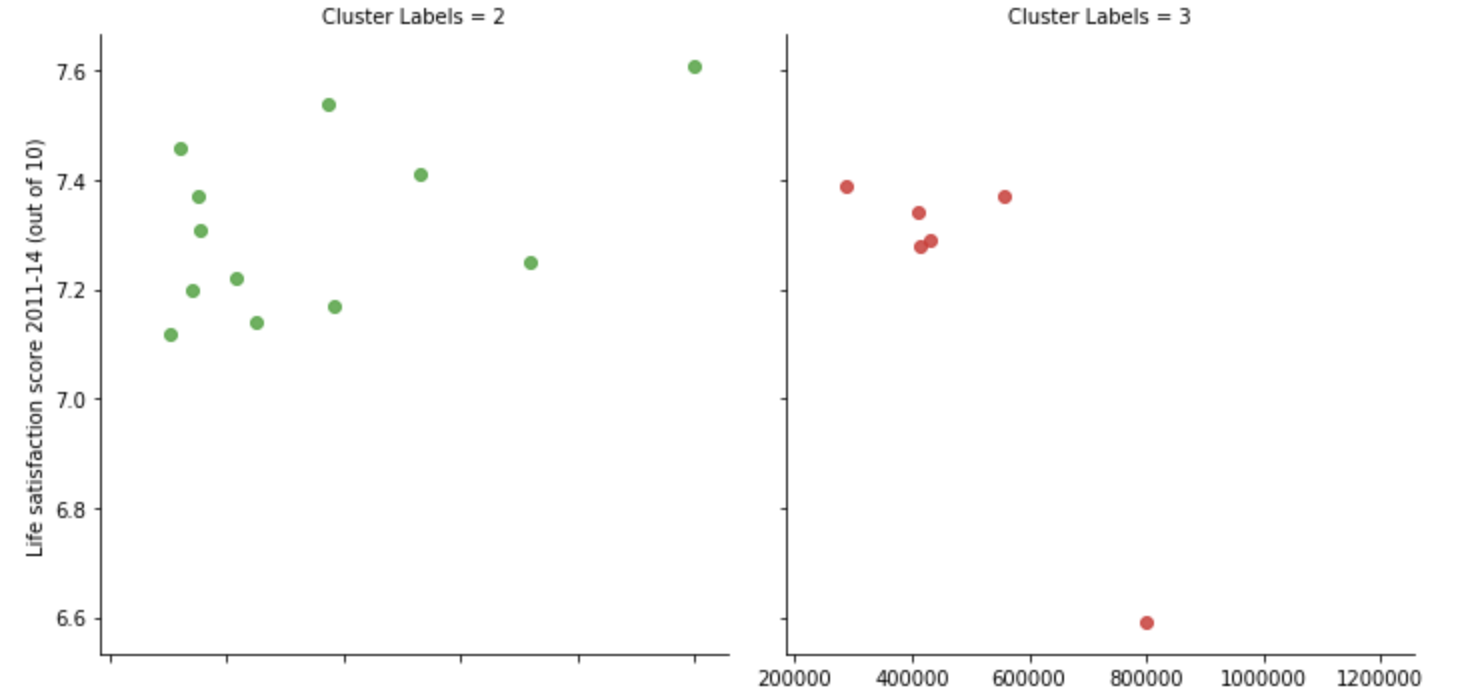 Cluster Labels = 2
Cluster Labels = 3
Life satisfaction score 2011-14 (out of 10)
7.6
7.4
7.2
7.0
6.8
6.6
200000 400000 600000 800000 1000000 1200000